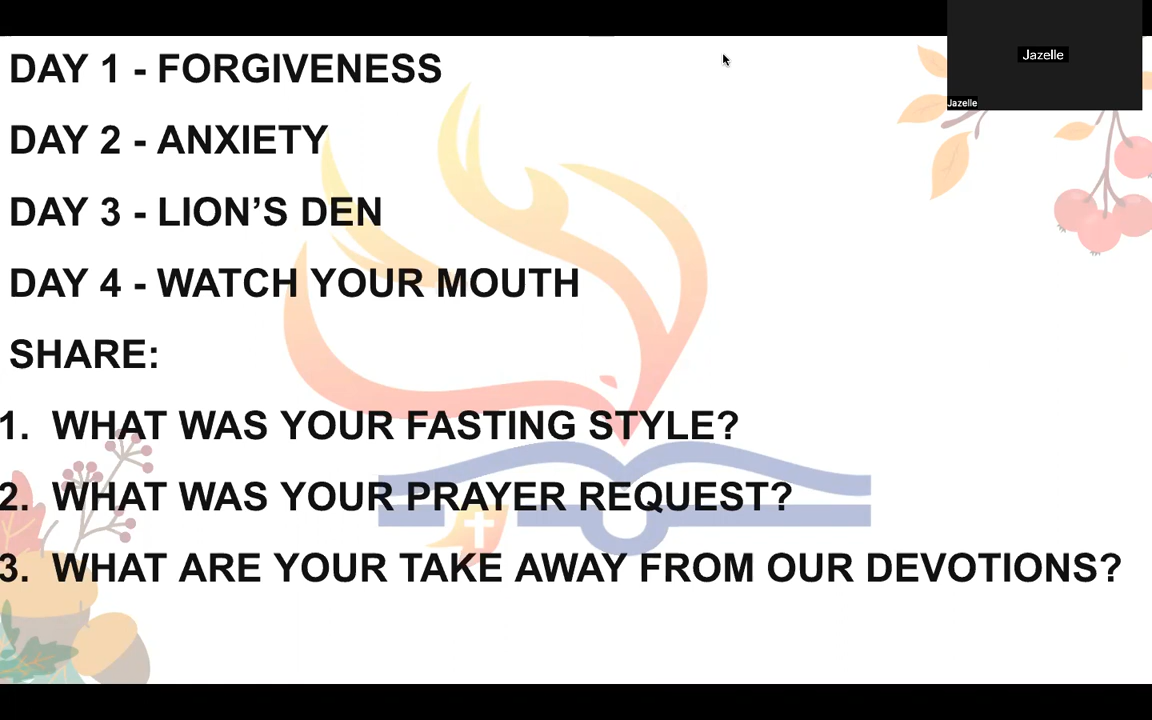 Jazelle
Jazelle
DAY 1 - FORGIVENESS
DAY 2 - ANXIETY
DAY 3 - LION’S DEN
DAY 4 - WATCH YOUR MOUTH
SHARE:
1. WHAT WAS YOUR FASTING STYLE?
2. WHAT WAS YOUR PRAYER REQUEST?
3. WHAT ARE YOUR TAKE AWAY FROM OUR DEVOTIONS?